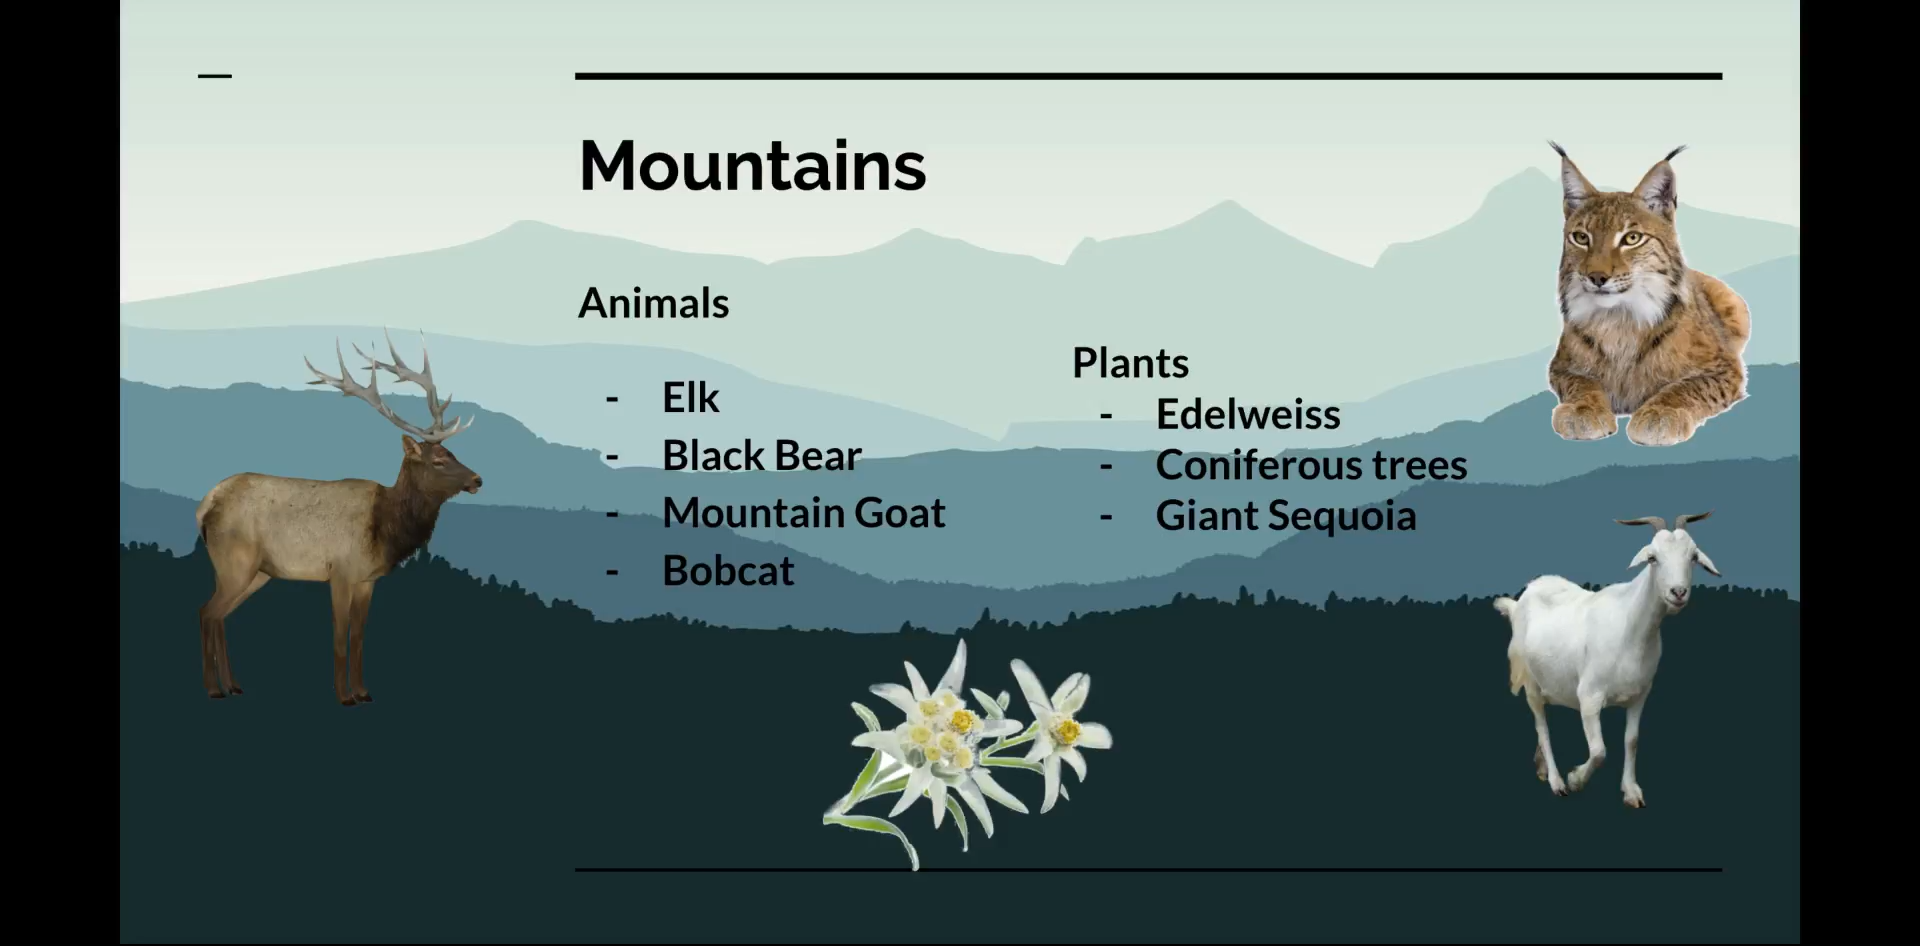 Mountains
Animals
- Elk
- Black Bear
- Mountain Goat
- Bobcat
Plants
- Edelweiss
- Coniferous trees
- Giant Sequoia